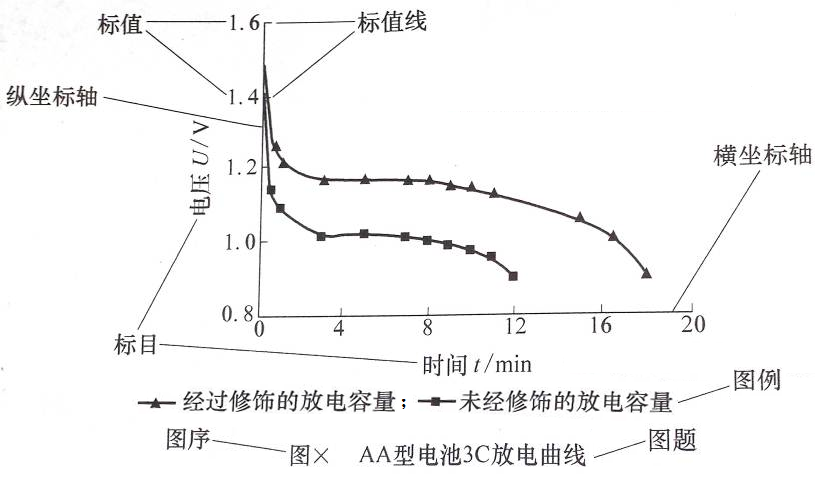 标值 1.6 标值线
纵坐标轴 1.4
1.2 横坐标轴
电压 U/V
1.0
0.8
0 4 8 12 16 20
标目 时间 t/min
图例
经过修饰的放电容量; 未经修饰的放电容量
图序 图题
图× AA型电池3C放电曲线